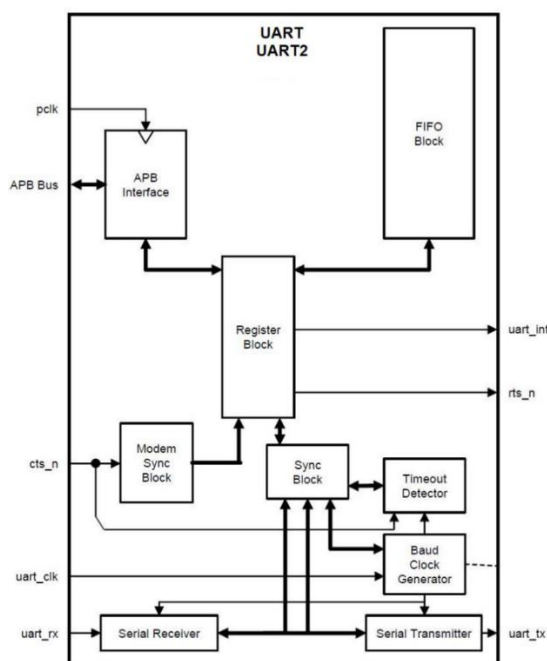 UART
UART2
pclk
FIFO
Block
APB
Interface
APB Bus
Register
Block
uart_int
rts_n
Modem
Sync
Block
cts_n
Sync
Block
Timeout
Detector
Baud
Clock
Generator
uart_clk
uart_rx
Serial Receiver
Serial Transmitter
uart_tx